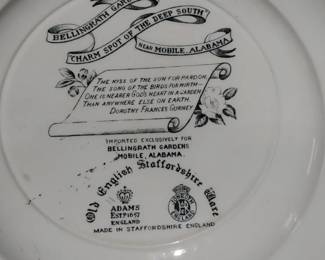 BELLINGRATH GARDENS
"CHARM SPOT OF THE DEEP SOUTH"
NEAR MOBILE, ALABAMA
THE KISS OF THE SUN FOR PARDON,
THE SONG OF THE BIRDS FOR MIRTH
ONE IS NEARER GOD'S HEART IN A GARDEN
THAN ANYWHERE ELSE ON EARTH.
DOROTHY FRANCES GURNEY
IMPORTED EXCLUSIVELY FOR
BELLINGRATH GARDENS
MOBILE, ALABAMA.
Old English Staffordshire Ware
ADAMS
ESTD 1657
ENGLAND
MADE IN STAFFORDSHIRE ENGLAND